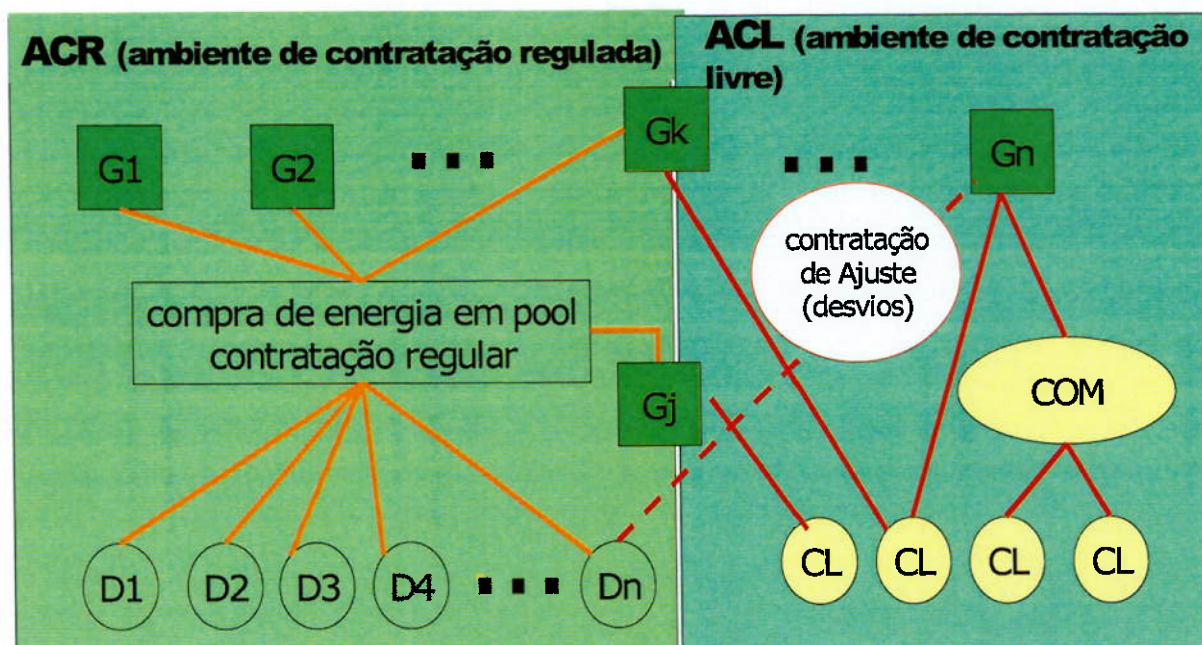 ACR (ambiente de contratação regulada)
ACL (ambiente de contratação
livre)
G1
G2
Gk
Gn
contratação
de Ajuste
(desvios)
compra de energia em pool
contratação regular
Gj
COM
D1
D2
D3
D4
Dn
CL
CL
CL
CL